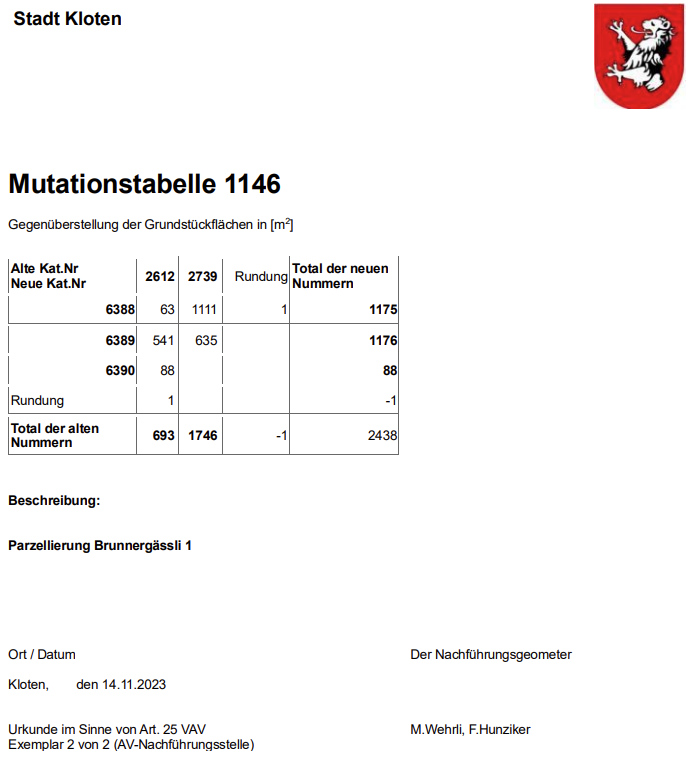 Stadt Kloten
Mutationstabelle 1146
Gegenüberstellung der Grundstückflächen in [m²]
Alte Kat.Nr
Neue Kat.Nr 2612 2739 Rundung Total der neuen Nummern
6388 63 1111 1 1175
6389 541 635 1176
6390 88 88
Rundung 1 -1
Total der alten Nummern 693 1746 -1 2438
Beschreibung:
Parzellierung Brunnergässli 1
Ort / Datum Der Nachführungsgeometer
Kloten, den 14.11.2023
Urkunde im Sinne von Art. 25 VAV M.Wehrli, F.Hunziker
Exemplar 2 von 2 (AV-Nachführungsstelle)